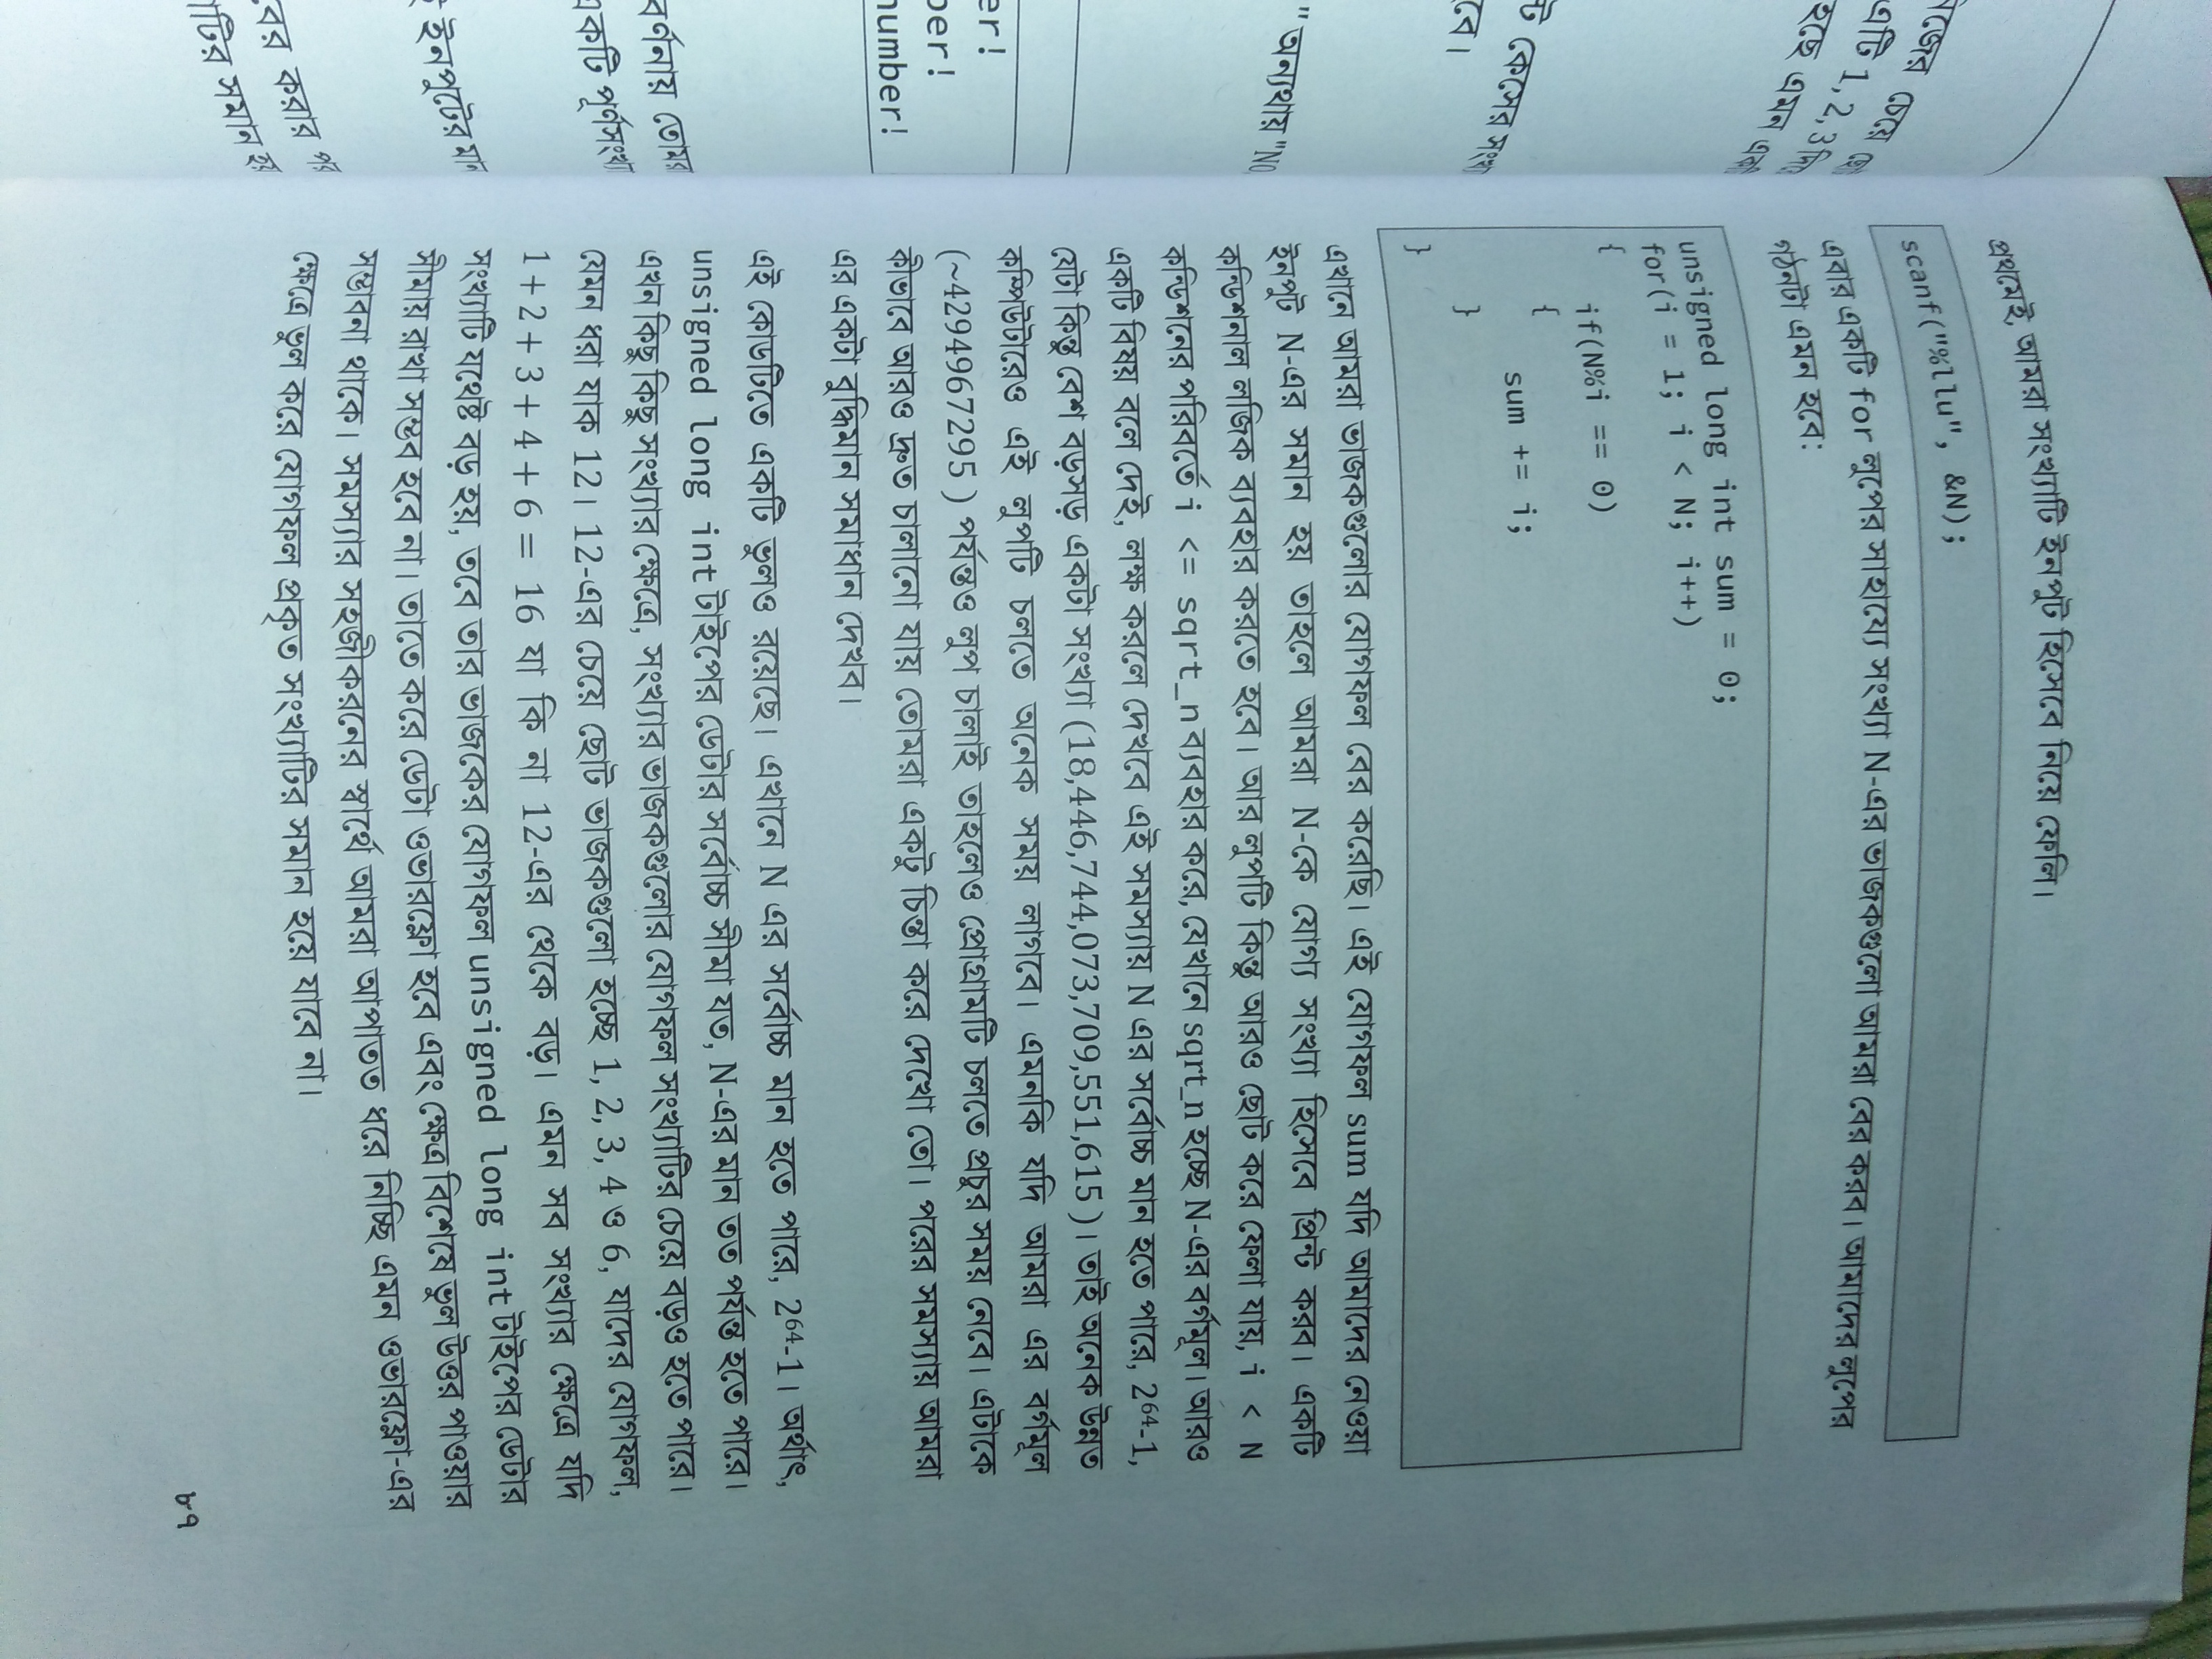 নিজের চেয়ে
এটি 1, 2, 3
হচ্ছে এমন
কেসের
"অন্যথায় "NO
er!
ber!
number!
বর্ণনায়
একটি পূর্ণসংখ্যা
ইনপুটের মান
বের করার পর
সমান হয়
প্রথমেই, আমরা সংখ্যাটি ইনপুট হিসেবে নিয়ে ফেলি।
scanf("%llu", &N);
এবার একটি for লুপের সাহায্যে সংখ্যা N-এর ভাজকগুলো আমরা বের করব। আমাদের লুপের
গঠনটা এমন হবে:
unsigned long int sum = 0;
for(i = 1; i < N; i++)
{
if(N%i == 0)
{
sum += i;
}
}
এখানে আমরা ভাজকগুলোর যোগফল বের করেছি। এই যোগফল sum যদি আমাদের নেওয়া
ইনপুট N-এর সমান হয় তাহলে আমরা N-কে যোগ্য সংখ্যা হিসেবে প্রিন্ট করব। একটি
কন্ডিশনাল লজিক ব্যবহার করতে হবে। আর লুপটি কিন্তু আরও ছোট করে ফেলা যায়, i < N
কন্ডিশনের পরিবর্তে i <= sqrt_n ব্যবহার করে, যেখানে sqrt_n হচ্ছে N-এর বর্গমূল। আরও
একটি বিষয় বলে দেই, লক্ষ করলে দেখবে এই সমস্যায় N এর সর্বোচ্চ মান হতে পারে, 2⁶⁴-1,
যেটা কিন্তু বেশ বড়সড় একটা সংখ্যা (18,446,744,073,709,551,615 )। তাই অনেক উন্নত
কম্পিউটারেও এই লুপটি চলতে অনেক সময় লাগবে। এমনকি যদি আমরা এর বর্গমূল
(~4294967295 ) পর্যন্তও লুপ চালাই তাহলেও প্রোগ্রামটি চলতে প্রচুর সময় নেবে। এটাকে
কীভাবে আরও দ্রুত চালানো যায় তোমরা একটু চিন্তা করে দেখো তো। পরের সমস্যায় আমরা
এর একটা বুদ্ধিমান সমাধান দেখব।
এই কোডটিতে একটি ভুলও রয়েছে। এখানে N এর সর্বোচ্চ মান হতে পারে, 2⁶⁴-1। অর্থাৎ,
unsigned long int টাইপের ডেটার সর্বোচ্চ সীমা যত, N-এর মান তত পর্যন্ত হতে পারে।
এখন কিছু কিছু সংখ্যার ক্ষেত্রে, সংখ্যার ভাজকগুলোর যোগফল সংখ্যাটির চেয়ে বড়ও হতে পারে।
যেমন ধরা যাক 12। 12-এর চেয়ে ছোট ভাজকগুলো হচ্ছে 1, 2, 3, 4 ও 6, যাদের যোগফল,
1 + 2 + 3 + 4 + 6 = 16 যা কি না 12-এর থেকে বড়। এমন সব সংখ্যার ক্ষেত্রে যদি
সংখ্যাটি যথেষ্ট বড় হয়, তবে তার ভাজকের যোগফল unsigned long int টাইপের ডেটার
সীমায় রাখা সম্ভব হবে না। তাতে করে ডেটা ওভারফ্লো হবে এবং ক্ষেত্র বিশেষে ভুল উত্তর পাওয়ার
সম্ভাবনা থাকে। সমস্যার সহজীকরনের স্বার্থে আমরা আপাতত ধরে নিচ্ছি এমন ওভারফ্লো-এর
ক্ষেত্রে ভুল করে যোগফল প্রকৃত সংখ্যাটির সমান হয়ে যাবে না।
৮৭